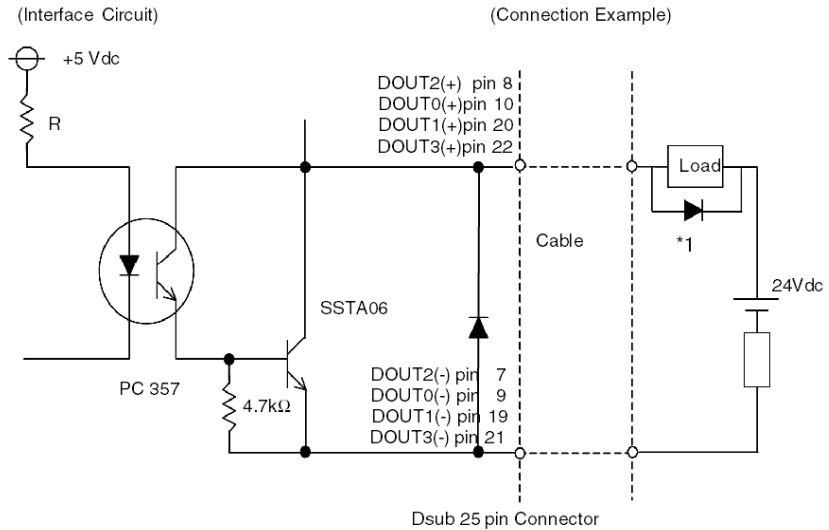 (Interface Circuit)
(Connection Example)
+5 Vdc
R
DOUT2(+) pin 8
DOUT0(+)pin 10
DOUT1(+)pin 20
DOUT3(+)pin 22
Load
*1
Cable
24Vdc
SSTA06
PC 357
4.7kΩ
DOUT2(-) pin 7
DOUT0(-) pin 9
DOUT1(-) pin 19
DOUT3(-) pin 21
Dsub 25 pin Connector